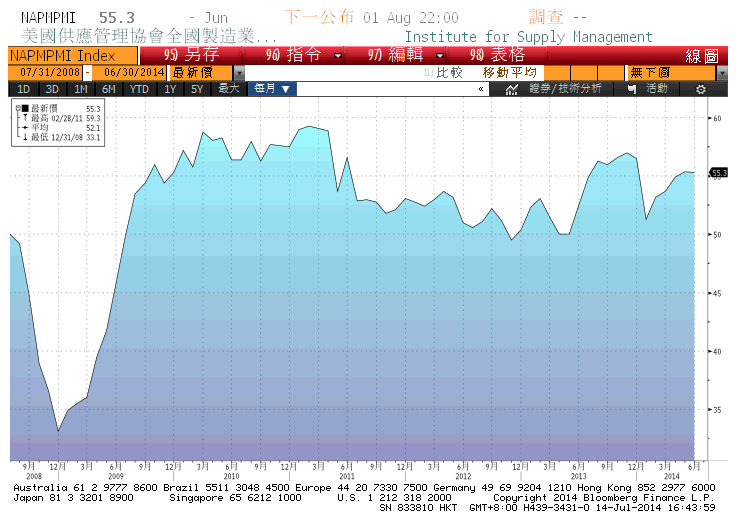 NAPMPMI 55.3 - Jun 下一公布 01 Aug 22:00 調查 --
美國供應管理協會全國製造業... Institute for Supply Management
NAPMPMI Index 95) 另存 96) 指令 97) 編輯 98) 表格 線圖
07/31/2008 - 06/30/2014 最新價 11) 比較 移動平均 無下價
1D 3D 1M 6M YTD 1Y 5Y 最大 每月 ▼ « 證券/技術分析 活動
最新價 55.3
最高 02/28/11 59.3
平均 52.1
最低 12/31/08 33.1
60
55
55.3
50
45
40
35
9月 12月 3月 6月 9月 12月 3月 6月 9月 12月 3月 6月 9月 12月 3月 6月 9月 12月 3月 6月 9月 12月 3月 6月
2008 2009 2010 2011 2012 2013 2014
Australia 61 2 9777 8600 Brazil 5511 3048 4500 Europe 44 20 7330 7500 Germany 49 69 9204 1210 Hong Kong 852 2977 6000
Japan 81 3 3201 8900 Singapore 65 6212 1000 U.S. 1 212 318 2000 Copyright 2014 Bloomberg Finance L.P.
SN 833810 HKT GMT+8:00 H439-3431-0 14-Jul-2014 16:43:59